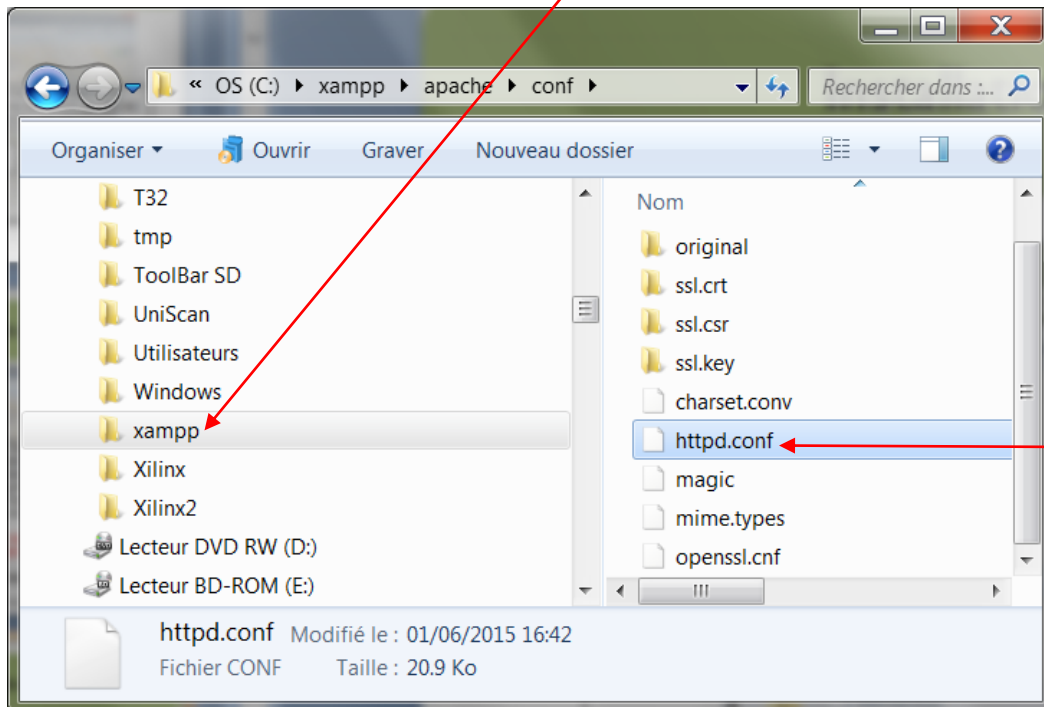 « OS (C:) xampp apache conf
Rechercher dans :...
Organiser Ouvrir Graver Nouveau dossier
T32
tmp
ToolBar SD
UniScan
Utilisateurs
Windows
xampp
Xilinx
Xilinx2
Lecteur DVD RW (D:)
Lecteur BD-ROM (E:)
Nom
original
ssl.crt
ssl.csr
ssl.key
charset.conv
httpd.conf
magic
mime.types
openssl.cnf
httpd.conf Modifié le : 01/06/2015 16:42
Fichier CONF Taille : 20.9 Ko